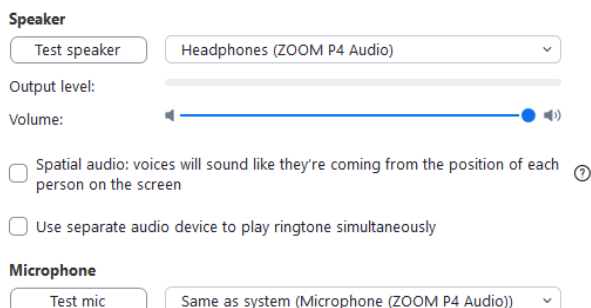 Speaker
Test speaker
Headphones (ZOOM P4 Audio)
Output level:
Volume:
Spatial audio: voices will sound like they're coming from the position of each
person on the screen
?
Use separate audio device to play ringtone simultaneously
Microphone
Test mic
Same as system (Microphone (ZOOM P4 Audio))